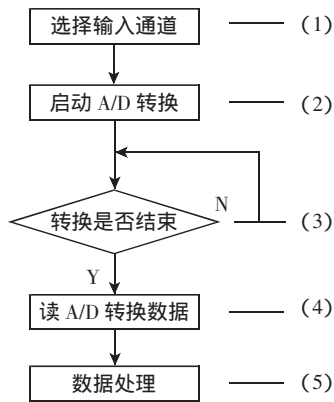 选择输入通道 (1)
启动 A/D 转换 (2)
转换是否结束 N (3)
Y
读 A/D 转换数据 (4)
数据处理 (5)